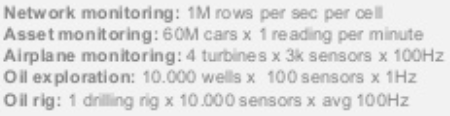 Network monitoring: 1M rows per sec per cell
Asset monitoring: 60M cars x 1 reading per minute
Airplane monitoring: 4 turbines x 3k sensors x 100Hz
Oil exploration: 10.000 wells x 100 sensors x 1Hz
Oil rig: 1 drilling rig x 10.000 sensors x avg 100Hz